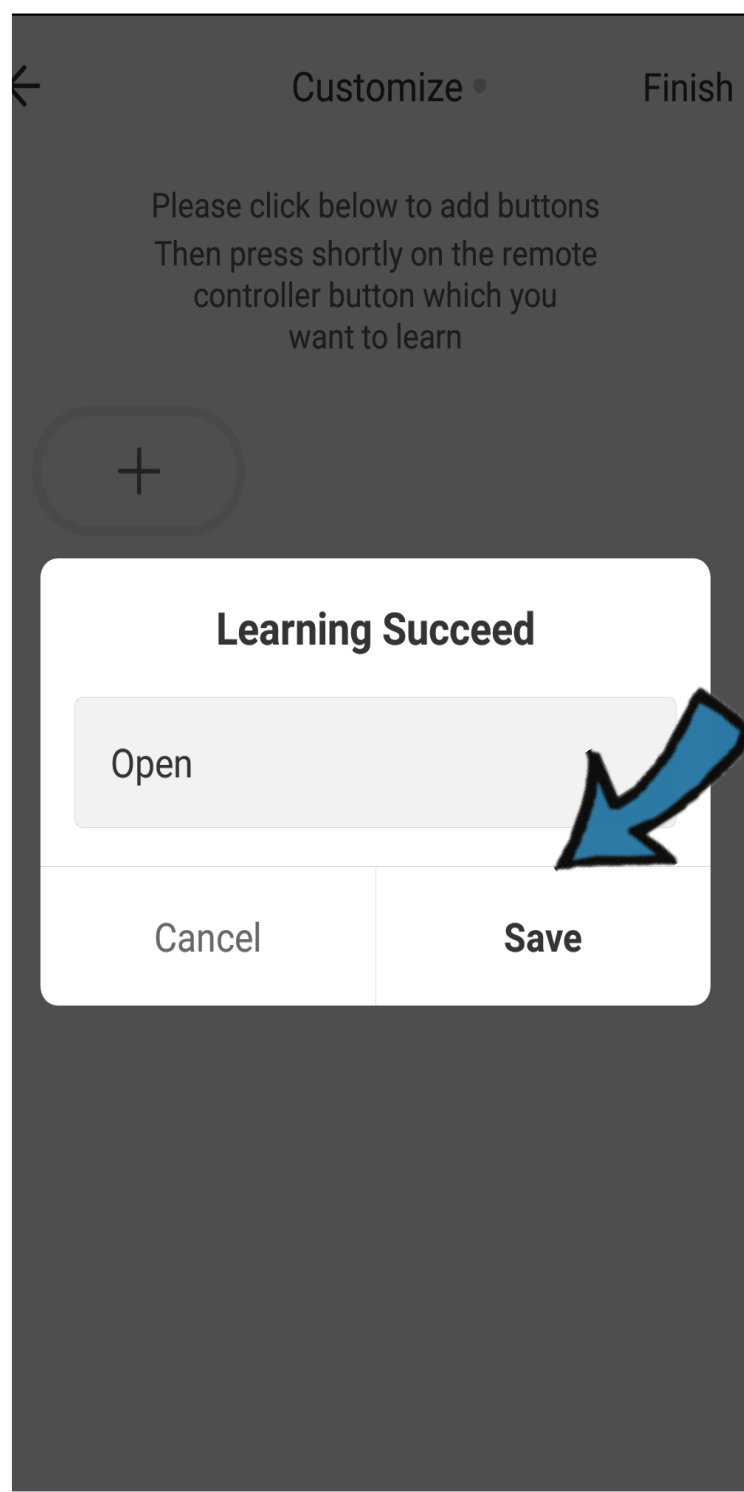 Customize
Finish
Please click below to add buttons
Then press shortly on the remote
controller button which you
want to learn
Learning Succeed
Open
Cancel
Save